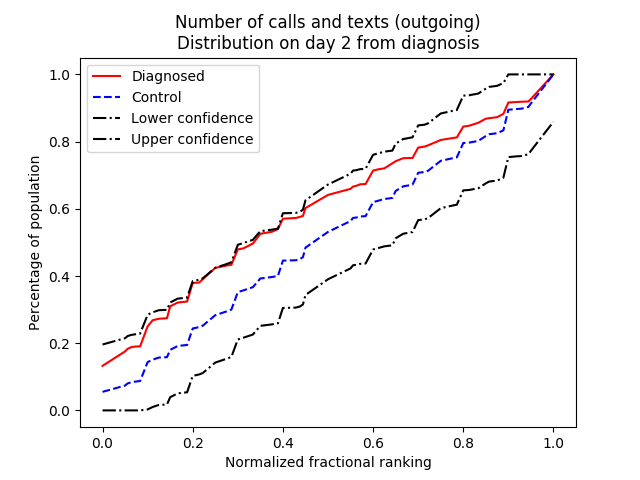 Number of calls and texts (outgoing)
Distribution on day 2 from diagnosis
Diagnosed
Control
Lower confidence
Upper confidence
Percentage of population
1.0
0.8
0.6
0.4
0.2
0.0
0.0 0.2 0.4 0.6 0.8 1.0
Normalized fractional ranking